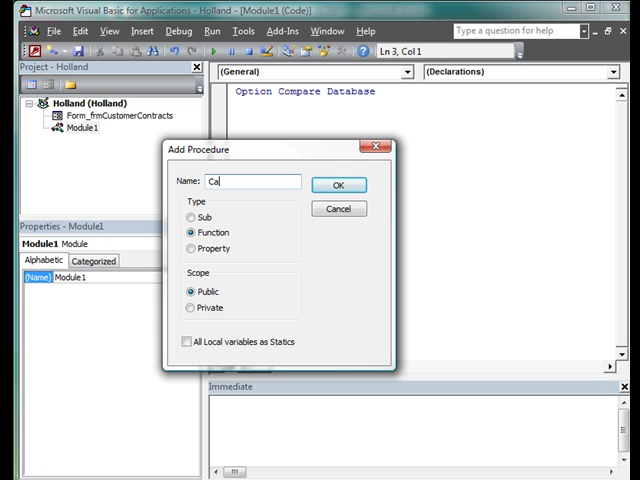 Microsoft Visual Basic for Applications - Holland - [Module1 (Code)]
File Edit View Insert Debug Run Tools Add-Ins Window Help
Type a question for help
Ln 3, Col 1
Project - Holland
(General)
(Declarations)
Holland (Holland)
Form_frmCustomerContracts
Module1
Option Compare Database
Add Procedure
Name: Ca
OK
Type
Cancel
Sub
Function
Property
Scope
Public
Private
All Local variables as Statics
Properties - Module1
Module1 Module
Alphabetic Categorized
(Name) Module1
Immediate